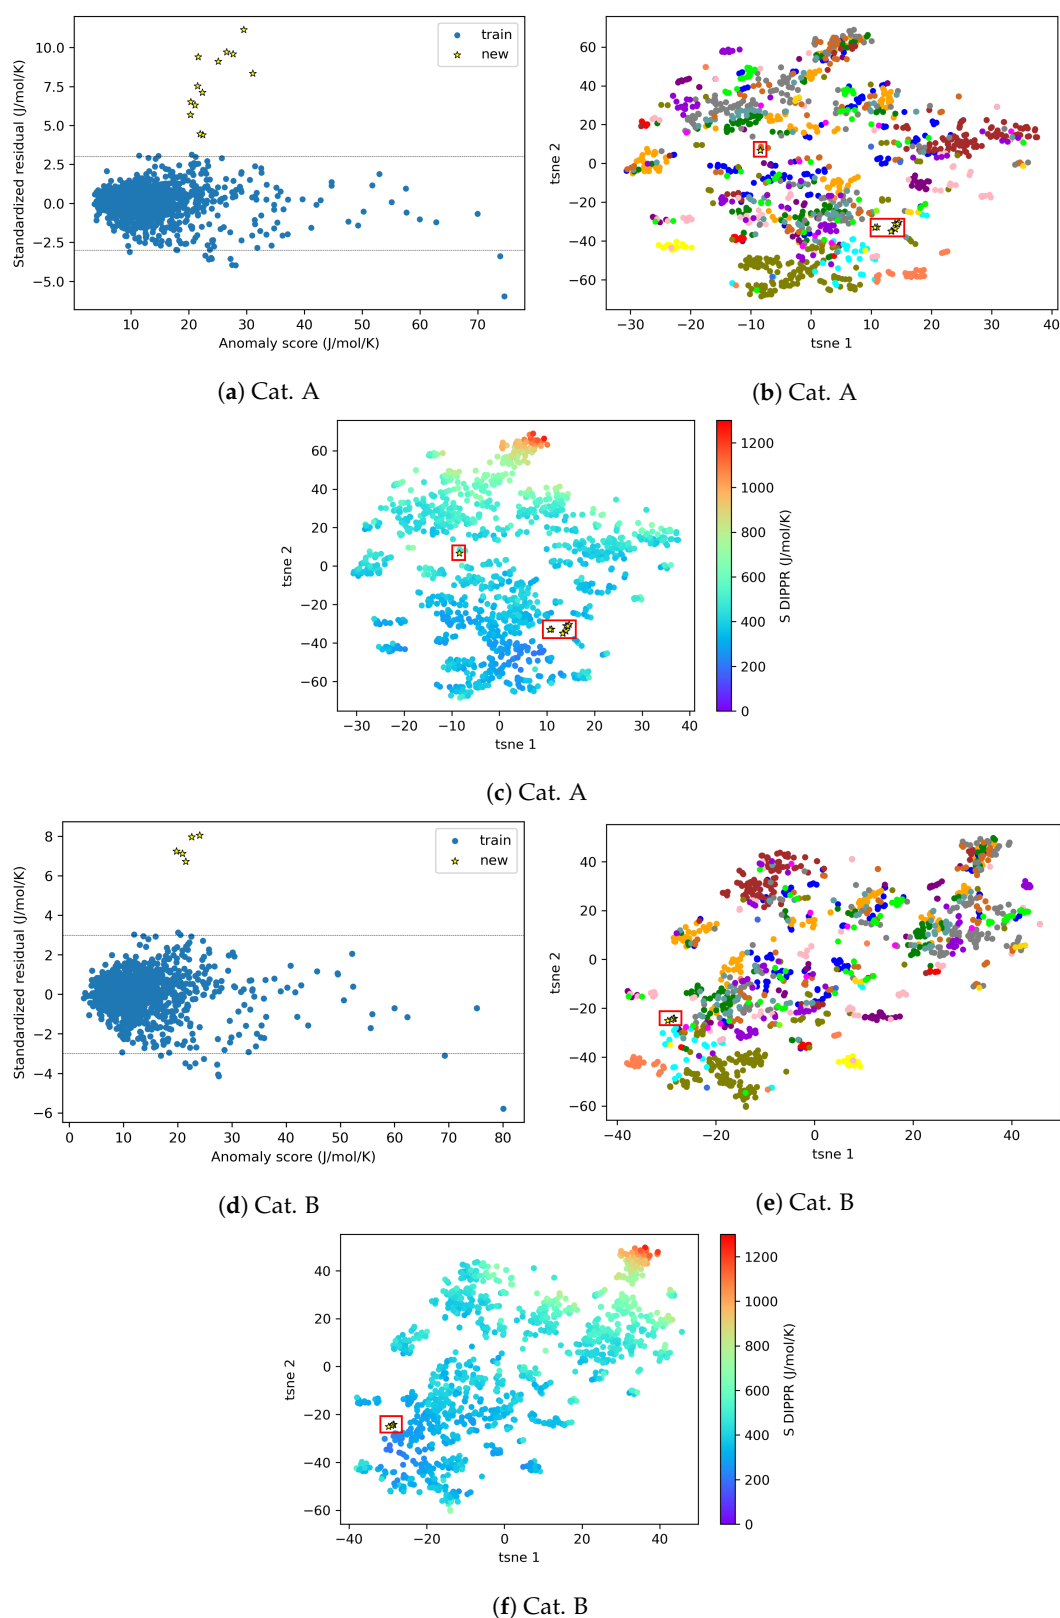 10.0
7.5
5.0
2.5
0.0
−2.5
−5.0
Standardized residual (J/mol/K)
train
new
10 20 30 40 50 60 70
Anomaly score (J/mol/K)
(a) Cat. A
60
40
20
0
−20
−40
−60
tsne 2
−30 −20 −10 0 10 20 30 40
tsne 1
(b) Cat. A
60
40
20
0
−20
−40
−60
tsne 2
−30 −20 −10 0 10 20 30 40
tsne 1
1200
1000
800
600
400
200
0
S DIPPR (J/mol/K)
(c) Cat. A
8
6
4
2
0
−2
−4
−6
Standardized residual (J/mol/K)
train
new
0 10 20 30 40 50 60 70 80
Anomaly score (J/mol/K)
(d) Cat. B
40
20
0
−20
−40
−60
tsne 2
−40 −20 0 20 40
tsne 1
(e) Cat. B
40
20
0
−20
−40
−60
tsne 2
−40 −20 0 20 40
tsne 1
1200
1000
800
600
400
200
0
S DIPPR (J/mol/K)
(f) Cat. B